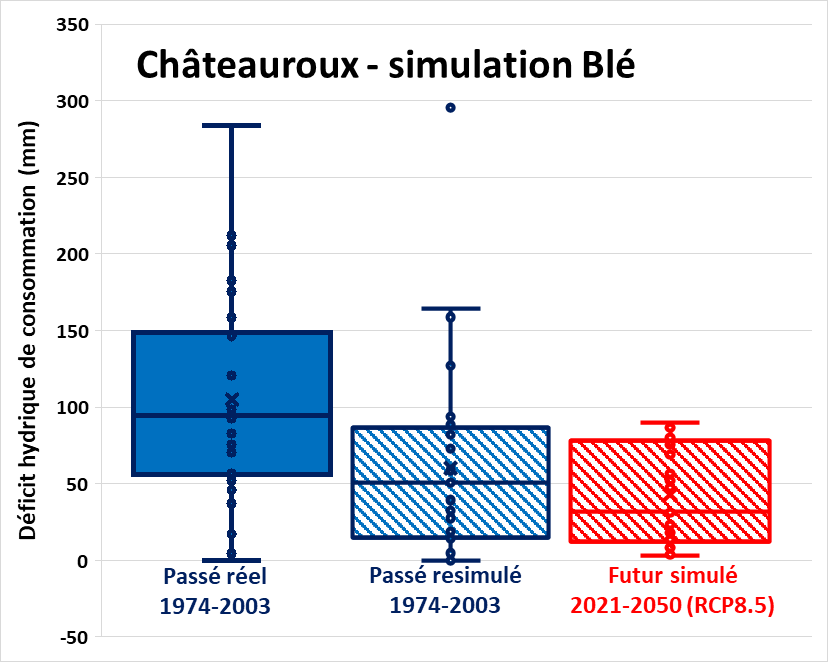 Châteauroux - simulation Blé
Déficit hydrique de consommation (mm)
350
300
250
200
150
100
50
0
-50
Passé réel
1974-2003
Passé resimulé
1974-2003
Futur simulé
2021-2050 (RCP8.5)